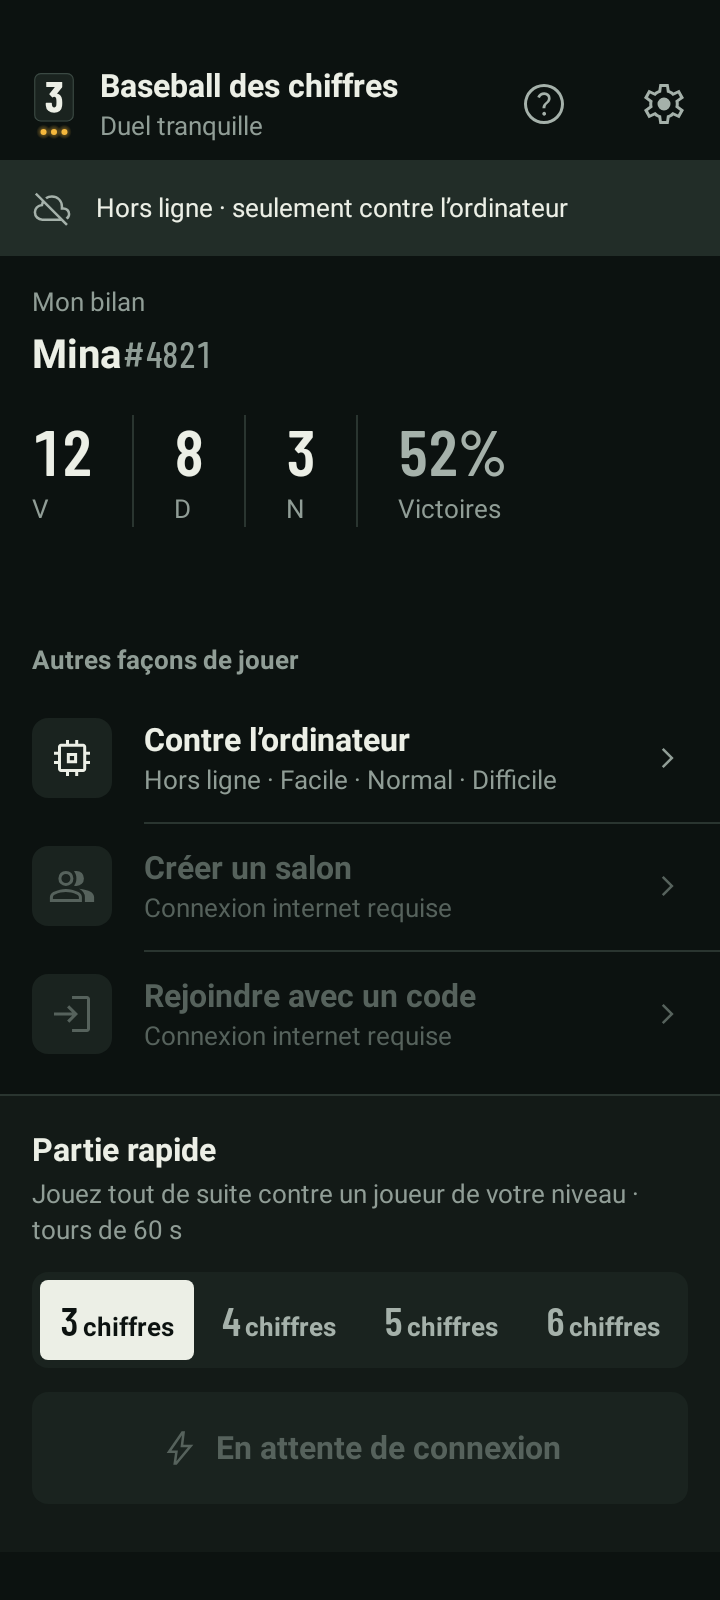 3
Baseball des chiffres
Duel tranquille
Hors ligne · seulement contre l’ordinateur
Mon bilan
Mina#4821
12 8 3 52%
V D N Victoires
Autres façons de jouer
Contre l’ordinateur
Hors ligne · Facile · Normal · Difficile
Créer un salon
Connexion internet requise
Rejoindre avec un code
Connexion internet requise
Partie rapide
Jouez tout de suite contre un joueur de votre niveau ·
tours de 60 s
3 chiffres 4 chiffres 5 chiffres 6 chiffres
En attente de connexion